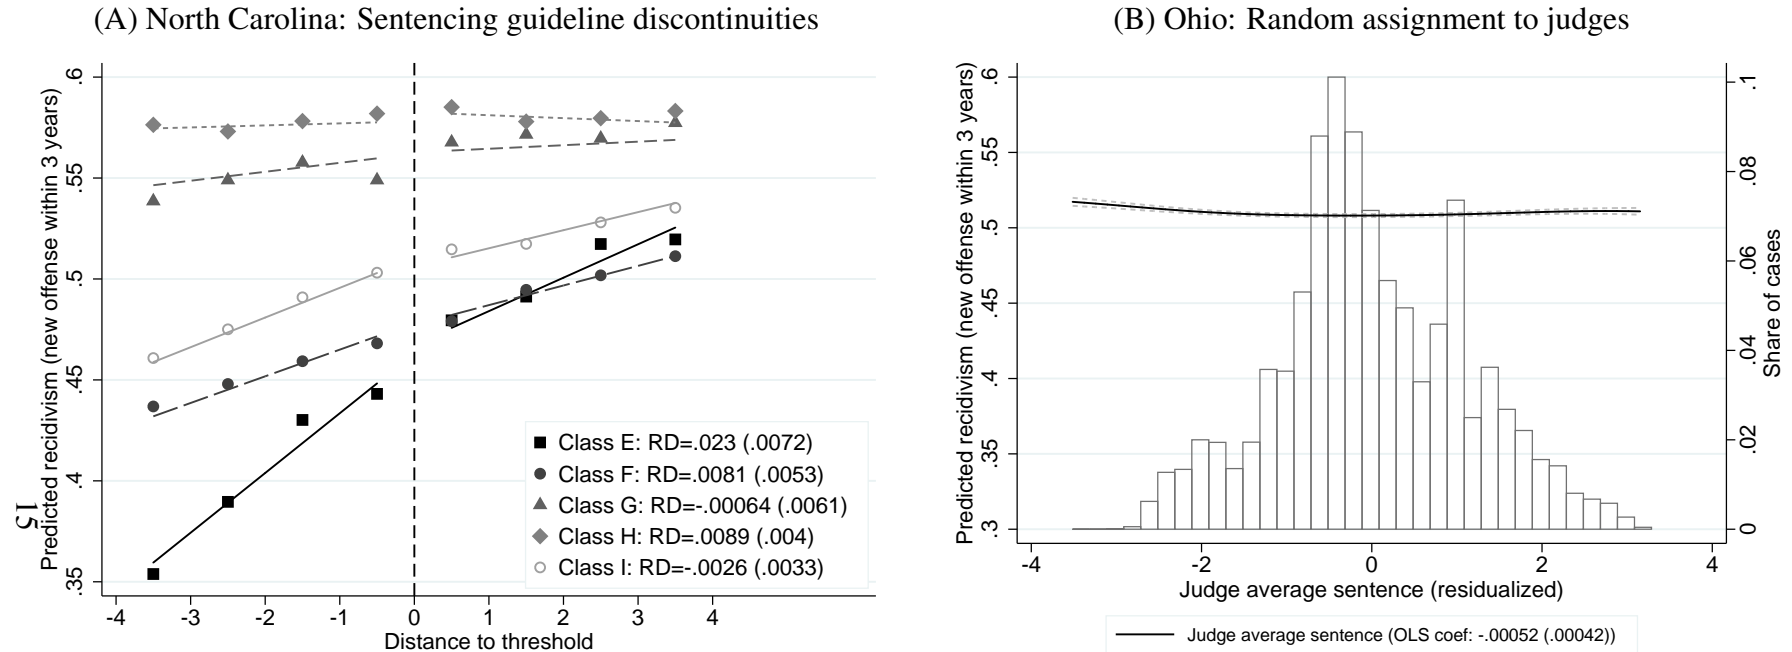 (A) North Carolina: Sentencing guideline discontinuities
Predicted recidivism (new offense within 3 years)
.6
.55
.5
.45
.4
.35
-4 -3 -2 -1 0 1 2 3 4
Distance to threshold
Class E: RD=.023 (.0072)
Class F: RD=.0081 (.0053)
Class G: RD=-.00064 (.0061)
Class H: RD=.0089 (.004)
Class I: RD=-.0026 (.0033)
15
(B) Ohio: Random assignment to judges
Predicted recidivism (new offense within 3 years)
.6
.55
.5
.45
.4
.35
.3
Share of cases
.1
.08
.06
.04
.02
0
-4 -2 0 2 4
Judge average sentence (residualized)
Judge average sentence (OLS coef: -.00052 (.00042))